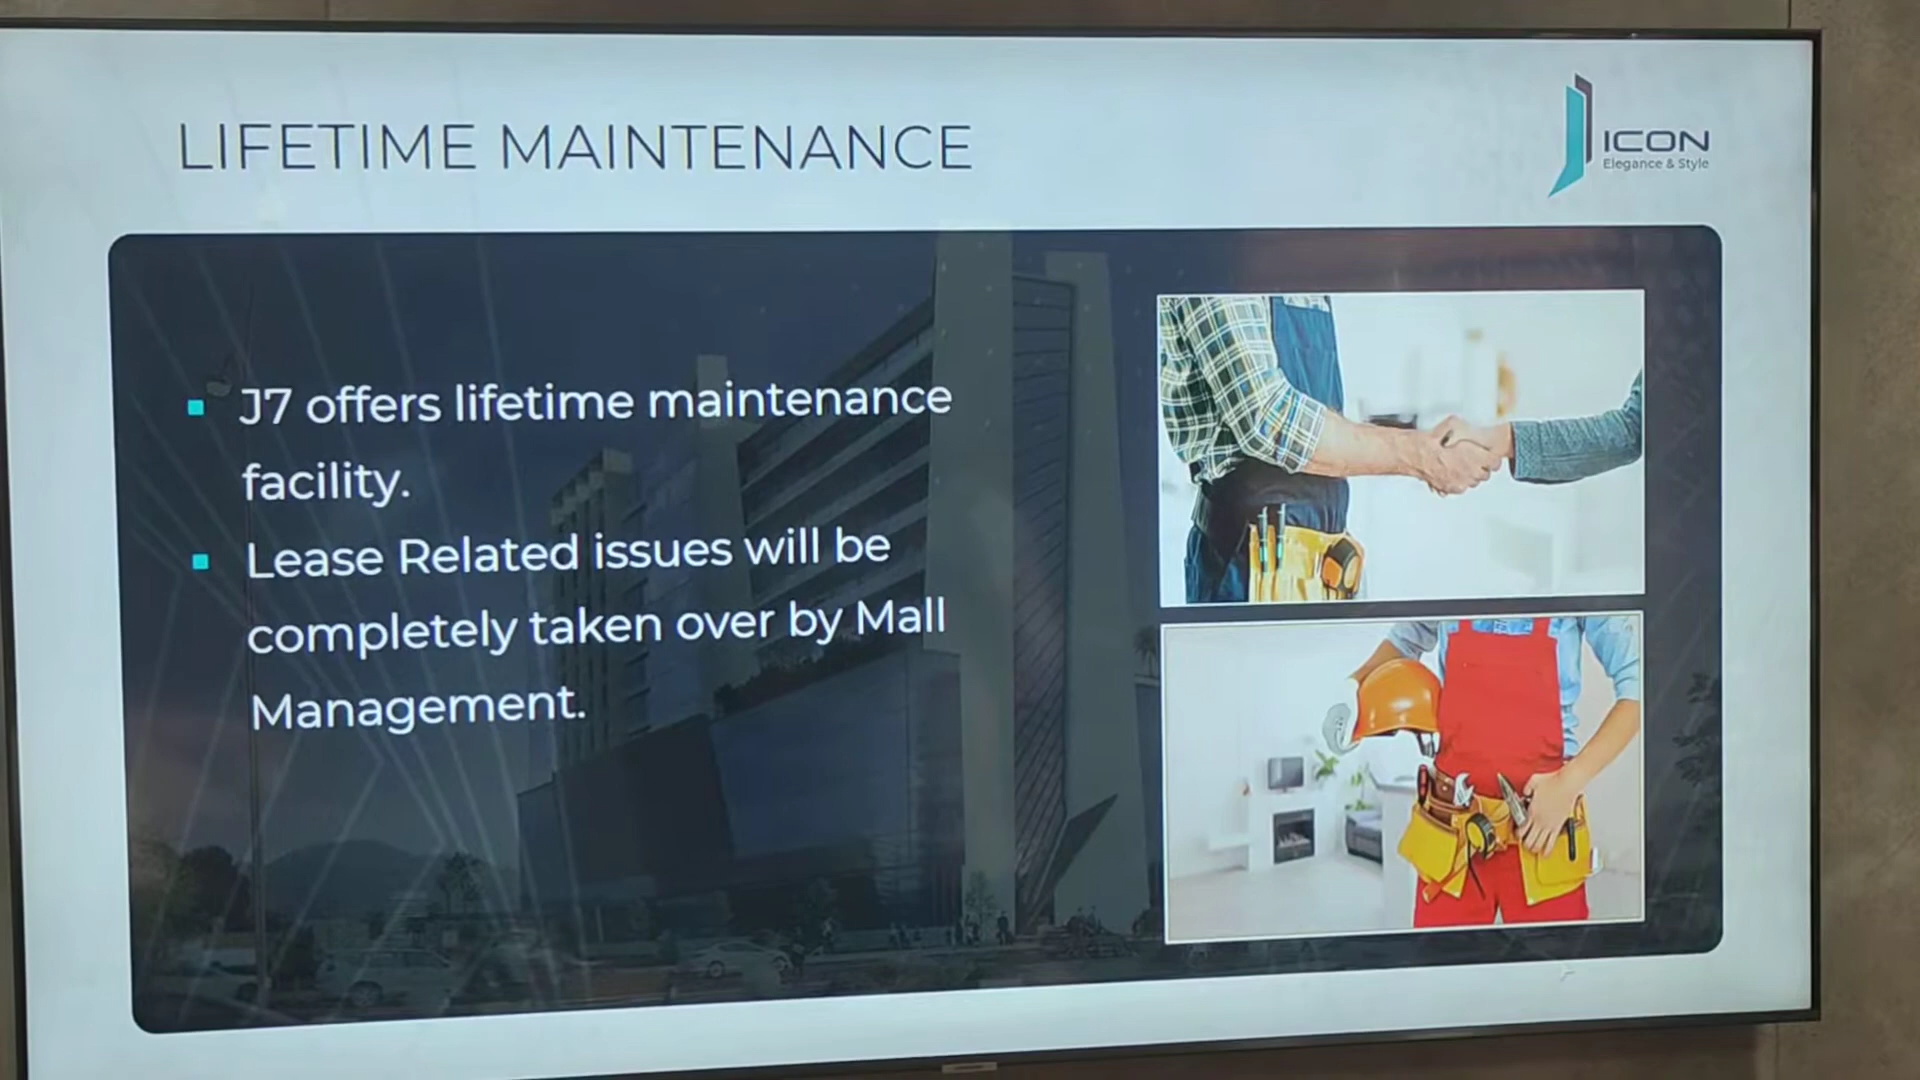 LIFETIME MAINTENANCE
ICON
Elegance & Style
J7 offers lifetime maintenance
facility.
Lease Related issues will be
completely taken over by Mall
Management.